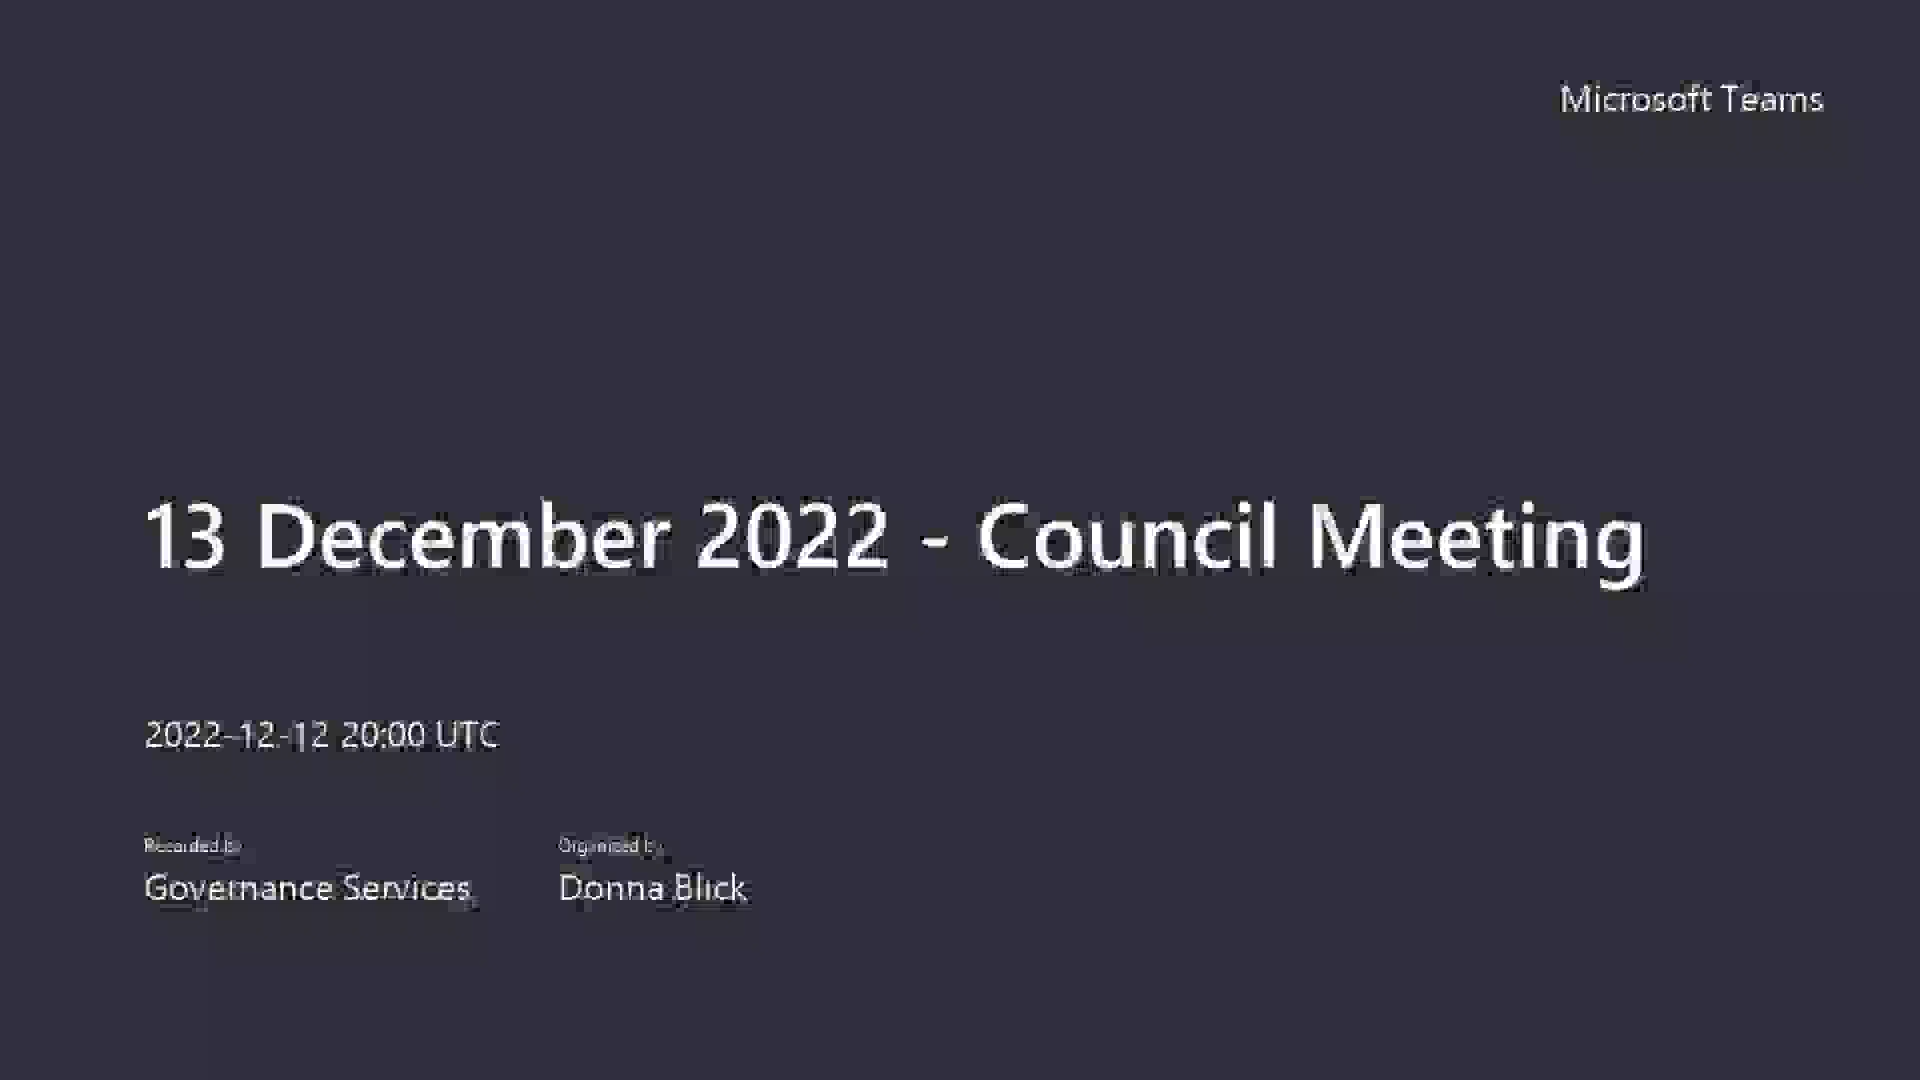 Microsoft Teams
13 December 2022 - Council Meeting
2022-12-12 20:00 UTC
Recorded by
Organized by
Governance Services
Donna Blick